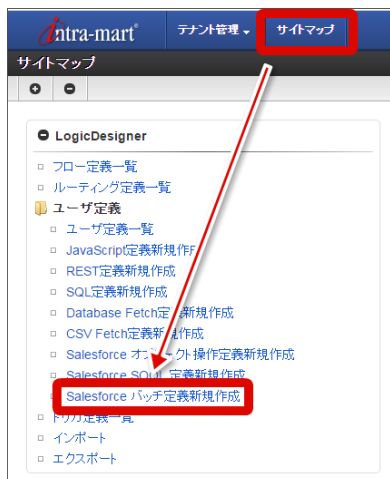 intra-mart
テナント管理
サイトマップ
サイトマップ
LogicDesigner
フロー定義一覧
ルーティング定義一覧
ユーザ定義
ユーザ定義一覧
JavaScript定義新規作成
REST定義新規作成
SQL定義新規作成
Database Fetch定義新規作成
CSV Fetch定義新規作成
Salesforce オブジェクト操作定義新規作成
Salesforce SOQL 定義新規作成
Salesforce バッチ定義新規作成
トリガ定義一覧
インポート
エクスポート